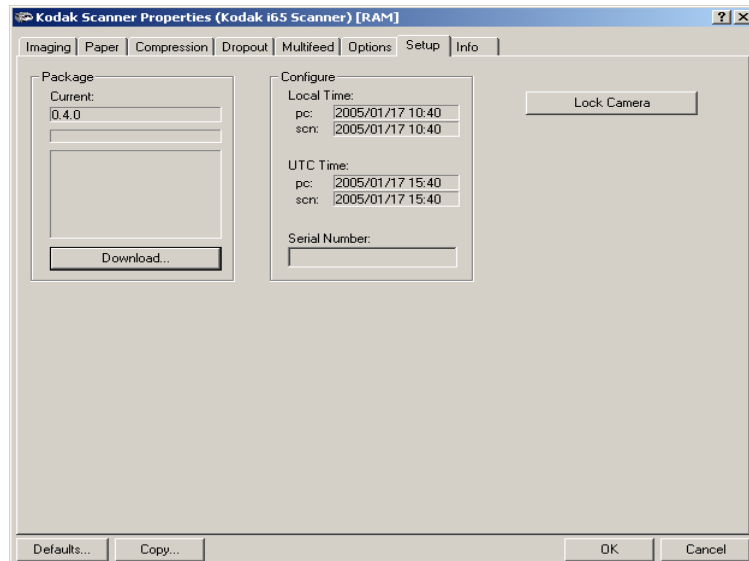 Kodak Scanner Properties (Kodak i65 Scanner) [RAM]
Imaging Paper Compression Dropout Multifeed Options Setup Info
Package
Current:
0.4.0
Download...
Configure
Local Time:
pc: 2005/01/17 10:40
scn: 2005/01/17 10:40
UTC Time:
pc: 2005/01/17 15:40
scn: 2005/01/17 15:40
Serial Number:
Lock Camera
Defaults... Copy... OK Cancel